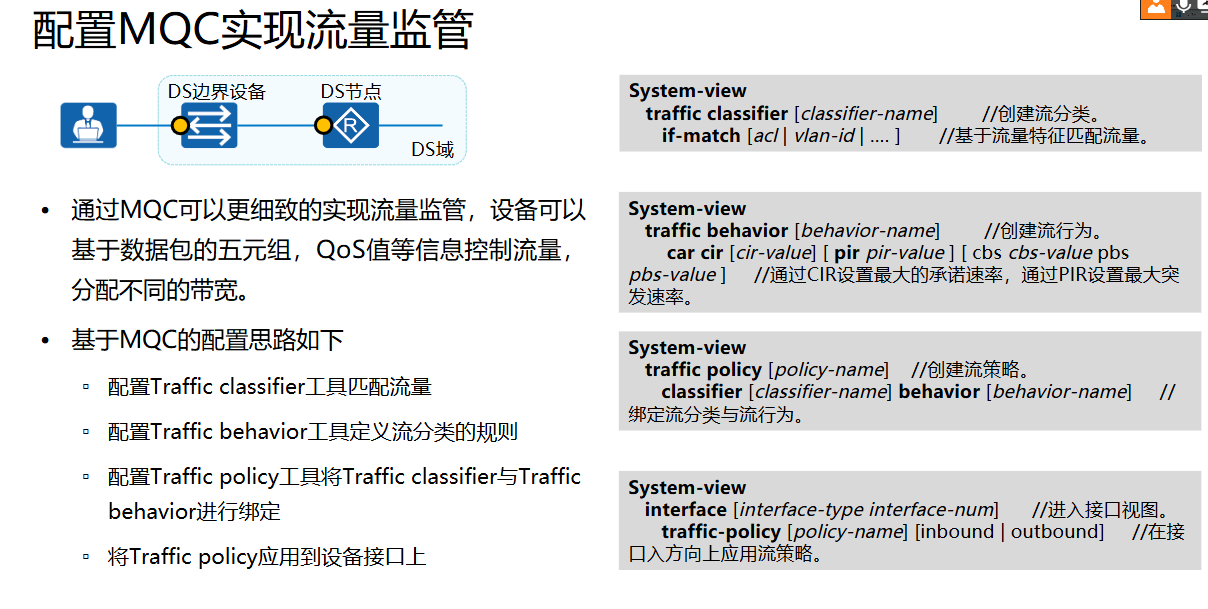 配置MQC实现流量监管
DS边界设备
DS节点
R
DS域
• 通过MQC可以更细致的实现流量监管，设备可以
基于数据包的五元组，QoS值等信息控制流量，
分配不同的带宽。
• 基于MQC的配置思路如下
▫ 配置Traffic classifier工具匹配流量
▫ 配置Traffic behavior工具定义流分类的规则
▫ 配置Traffic policy工具将Traffic classifier与Traffic
behavior进行绑定
▫ 将Traffic policy应用到设备接口上
System-view
traffic classifier [classifier-name] //创建流分类。
if-match [acl | vlan-id | .... ] //基于流量特征匹配流量。
System-view
traffic behavior [behavior-name] //创建流行为。
car cir [cir-value] [ pir pir-value ] [ cbs cbs-value pbs
pbs-value ] //通过CIR设置最大的承诺速率，通过PIR设置最大突
发速率。
System-view
traffic policy [policy-name] //创建流策略。
classifier [classifier-name] behavior [behavior-name] //
绑定流分类与流行为。
System-view
interface [interface-type interface-num] //进入接口视图。
traffic-policy [policy-name] [inbound | outbound] //在接
口入方向上应用流策略。